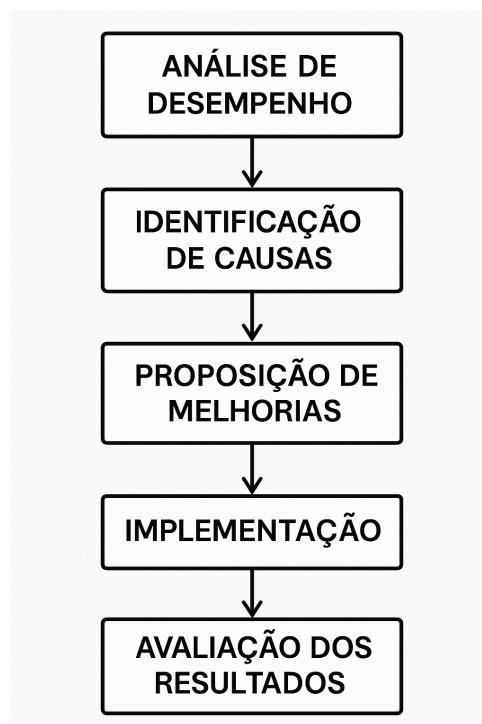 ANÁLISE DE
DESEMPENHO
IDENTIFICAÇÃO
DE CAUSAS
PROPOSIÇÃO DE
MELHORIAS
IMPLEMENTAÇÃO
AVALIAÇÃO DOS
RESULTADOS